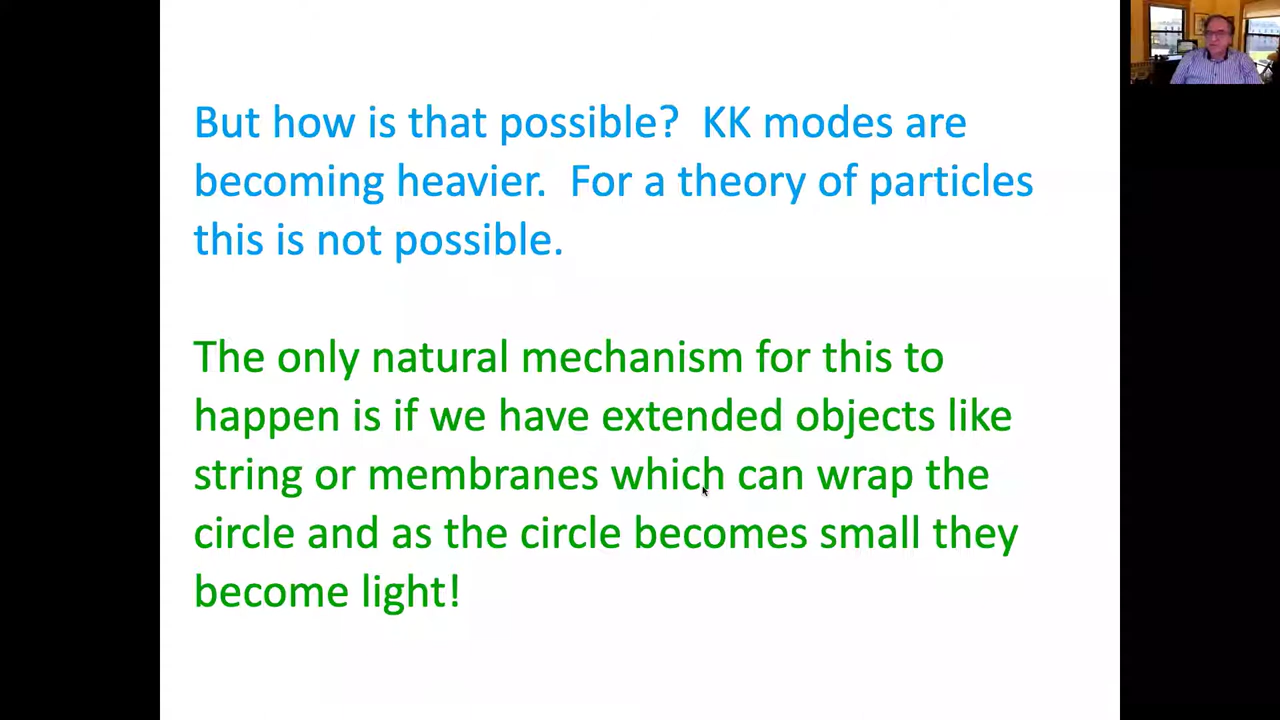 But how is that possible?  KK modes are
becoming heavier.  For a theory of particles
this is not possible.
The only natural mechanism for this to
happen is if we have extended objects like
string or membranes which can wrap the
circle and as the circle becomes small they
become light!